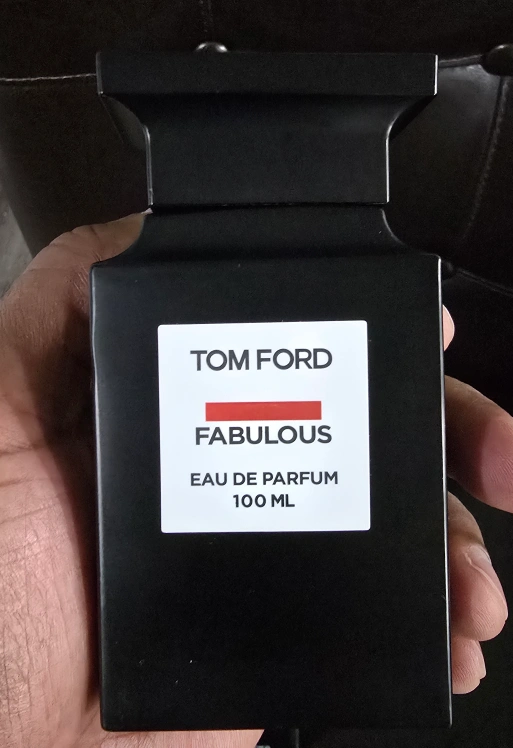 TOM FORD
FABULOUS
EAU DE PARFUM
100 ML